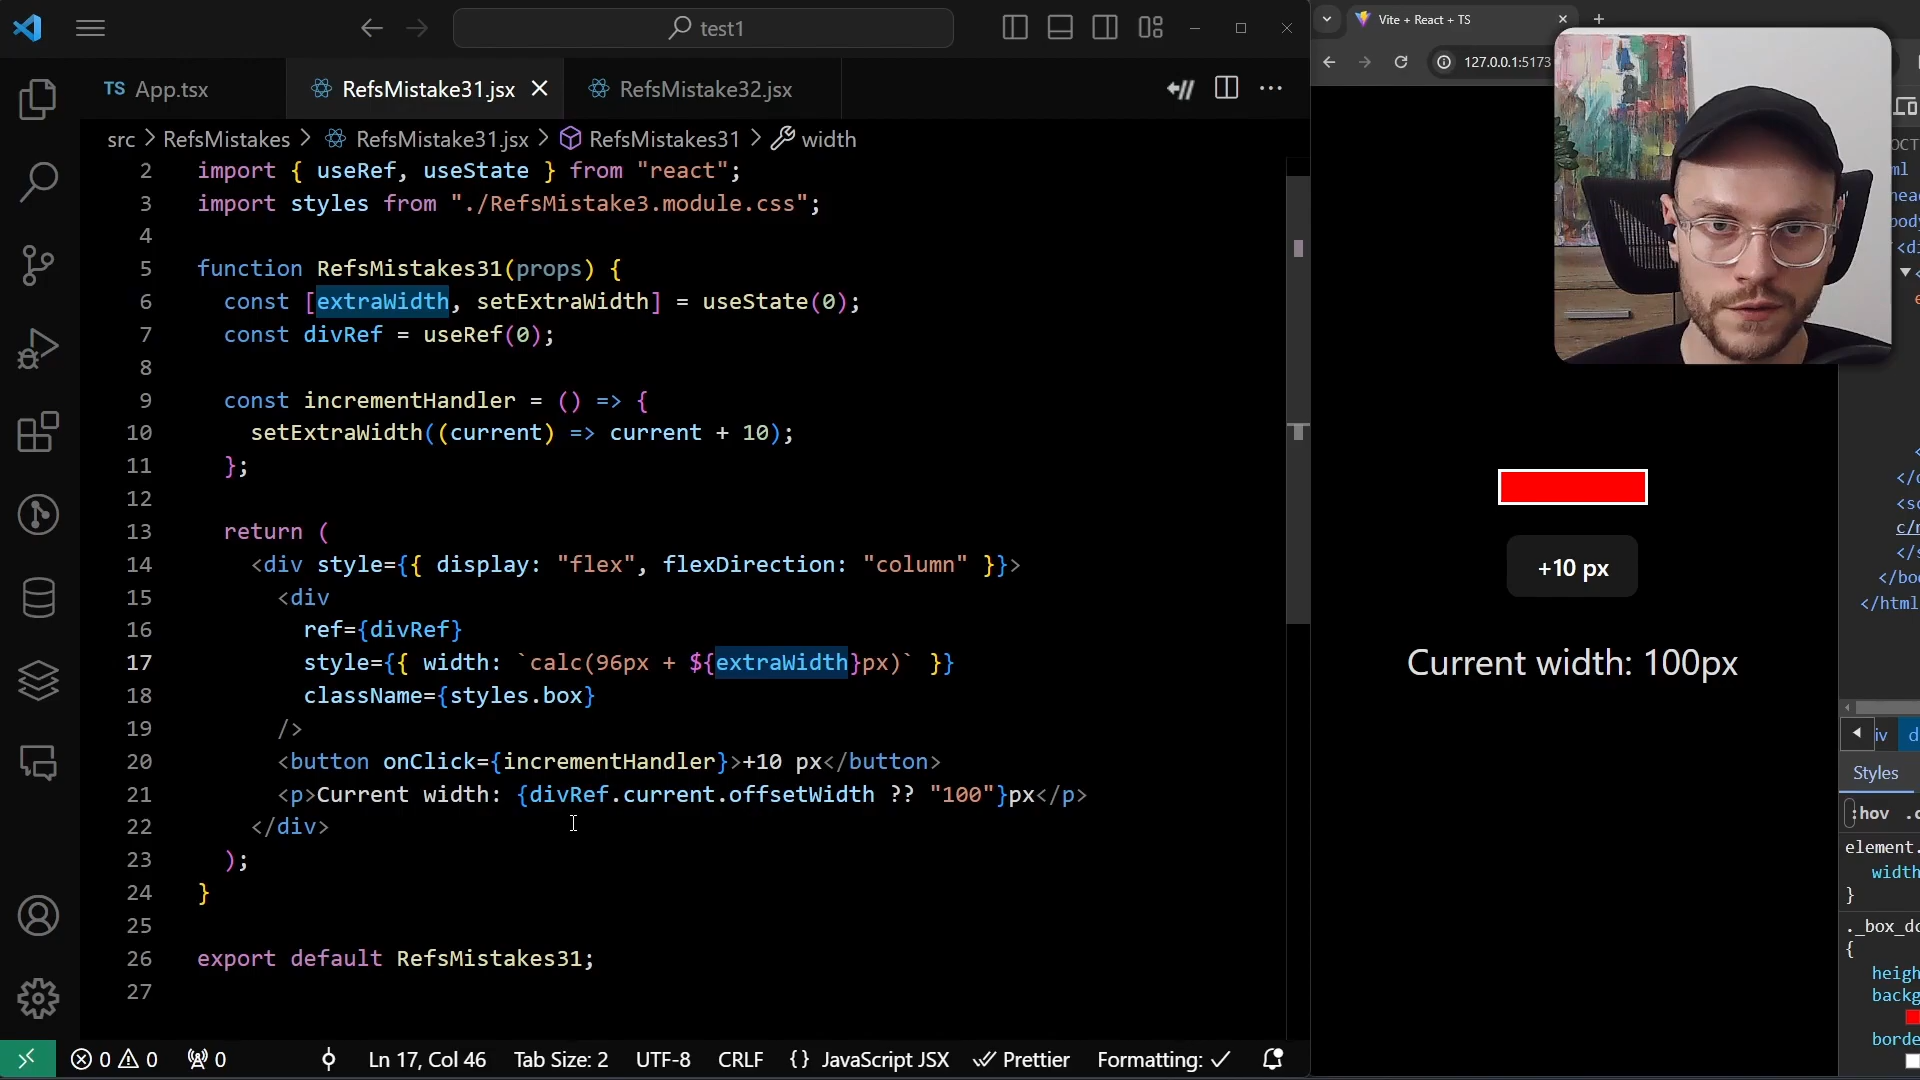 test1
TS App.tsx
RefsMistake31.jsx
RefsMistake32.jsx
src > RefsMistakes > RefsMistake31.jsx > RefsMistakes31 > width
2 import { useRef, useState } from "react";
3 import styles from "./RefsMistake3.module.css";
4
5 function RefsMistakes31(props) {
6 const [extraWidth, setExtraWidth] = useState(0);
7 const divRef = useRef(0);
8
9 const incrementHandler = () => {
10 setExtraWidth((current) => current + 10);
11 };
12
13 return (
14 <div style={{ display: "flex", flexDirection: "column" }}>
15 <div
16 ref={divRef}
17 style={{ width: `calc(96px + ${extraWidth}px)` }}
18 className={styles.box}
19 />
20 <button onClick={incrementHandler}>+10 px</button>
21 <p>Current width: {divRef.current.offsetWidth ?? "100"}px</p>
22 </div>
23 );
24 }
25
26 export default RefsMistakes31;
27
0 0 0 Ln 17, Col 46 Tab Size: 2 UTF-8 CRLF {} JavaScript JSX Prettier Formatting: ✓
Vite + React + TS
127.0.0.1:5173
+10 px
Current width: 100px
</html
Styles
:hov
element.
width
}
{